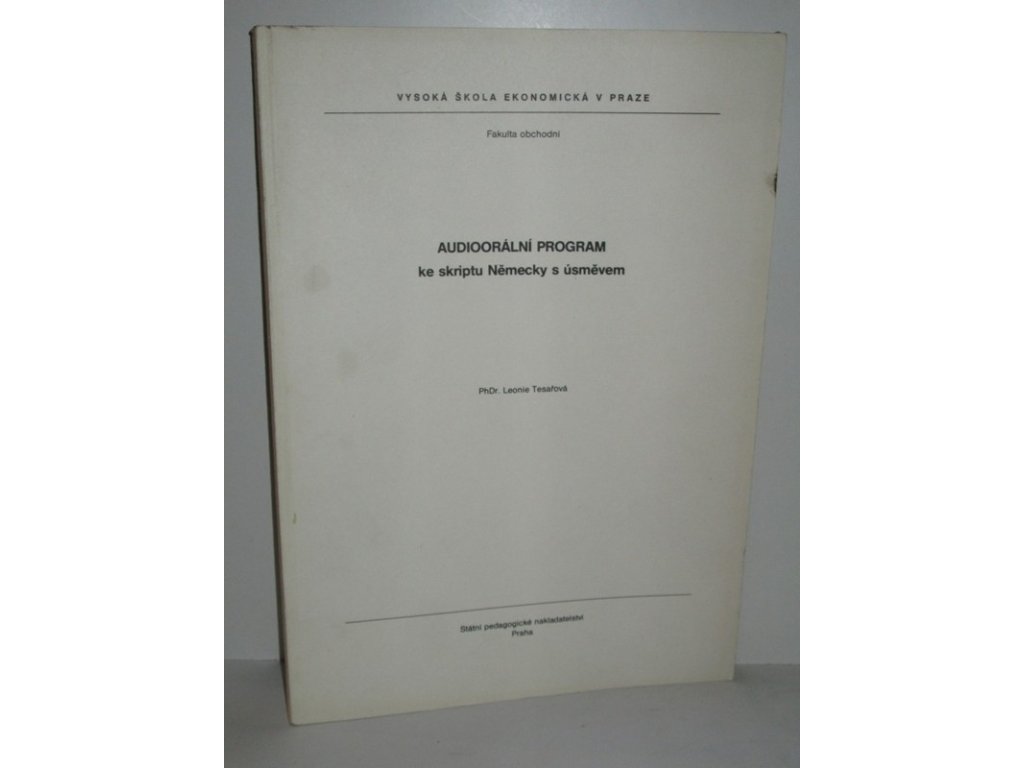 VYSOKÁ ŠKOLA EKONOMICKÁ V PRAZE
Fakulta obchodní
AUDIOORÁLNÍ PROGRAM
ke skriptu Německy s úsměvem
PhDr. Leonie Tesařová
Státní pedagogické nakladatelství
Praha